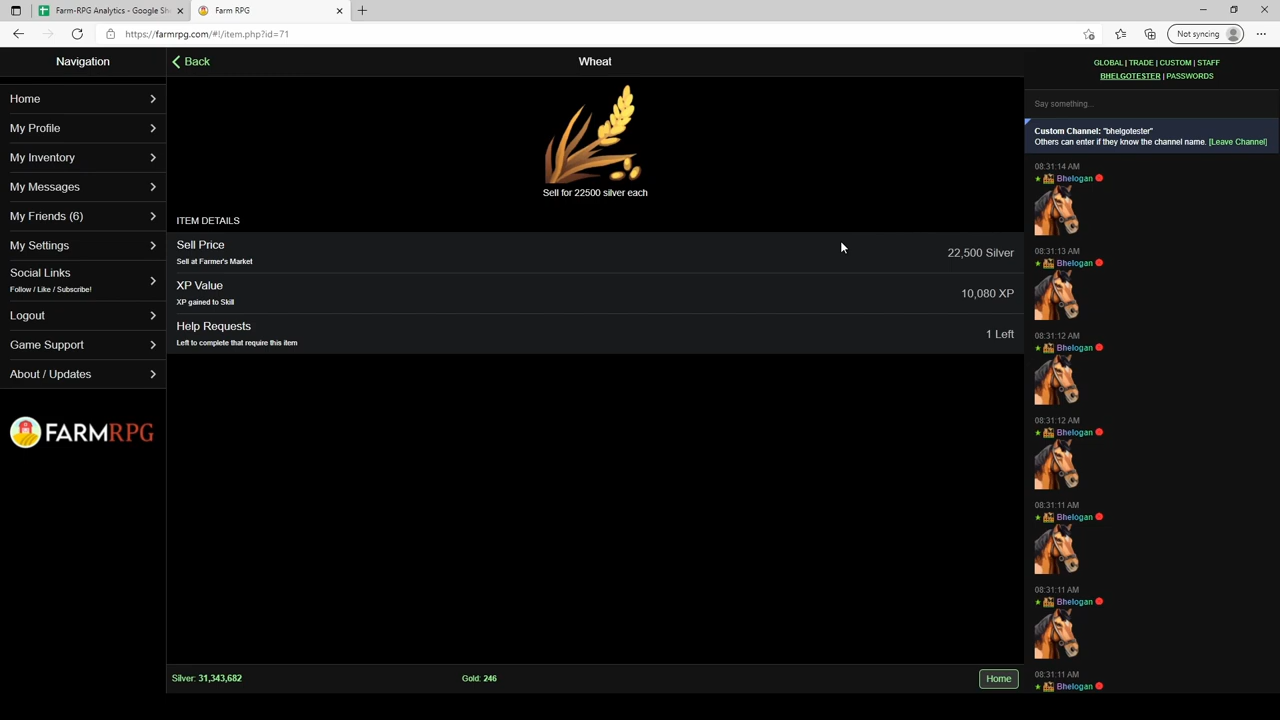 Farm-RPG Analytics - Google She
Farm RPG
https://farmrpg.com/#!/item.php?id=71
Not syncing
Navigation
Home
My Profile
My Inventory
My Messages
My Friends (6)
My Settings
Social Links
Follow / Like / Subscribe!
Logout
Game Support
About / Updates
FARMRPG
Back
Wheat
Sell for 22500 silver each
ITEM DETAILS
Sell Price
Sell at Farmer's Market
22,500 Silver
XP Value
XP gained to Skill
10,080 XP
Help Requests
Left to complete that require this item
1 Left
Silver: 31,343,682
Gold: 246
Home
GLOBAL | TRADE | CUSTOM | STAFF
BHELGOTESTER | PASSWORDS
Say something...
Custom Channel: "bhelgotester"
Others can enter if they know the channel name. [Leave Channel]
08:31:14 AM
Bhelogan
08:31:13 AM
Bhelogan
08:31:12 AM
Bhelogan
08:31:12 AM
Bhelogan
08:31:11 AM
Bhelogan
08:31:11 AM
Bhelogan
08:31:11 AM
Bhelogan